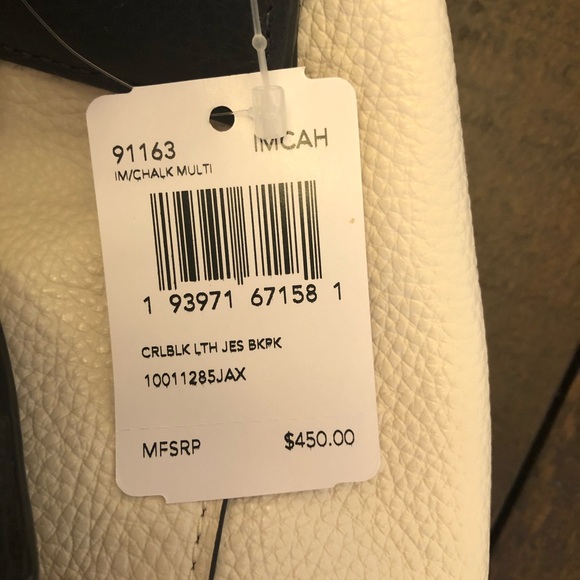 91163 IMCAH
IM/CHALK MULTI
1 93971 67158 1
CRLBLK LTH JES BKPK
10011285JAX
MFSRP $450.00